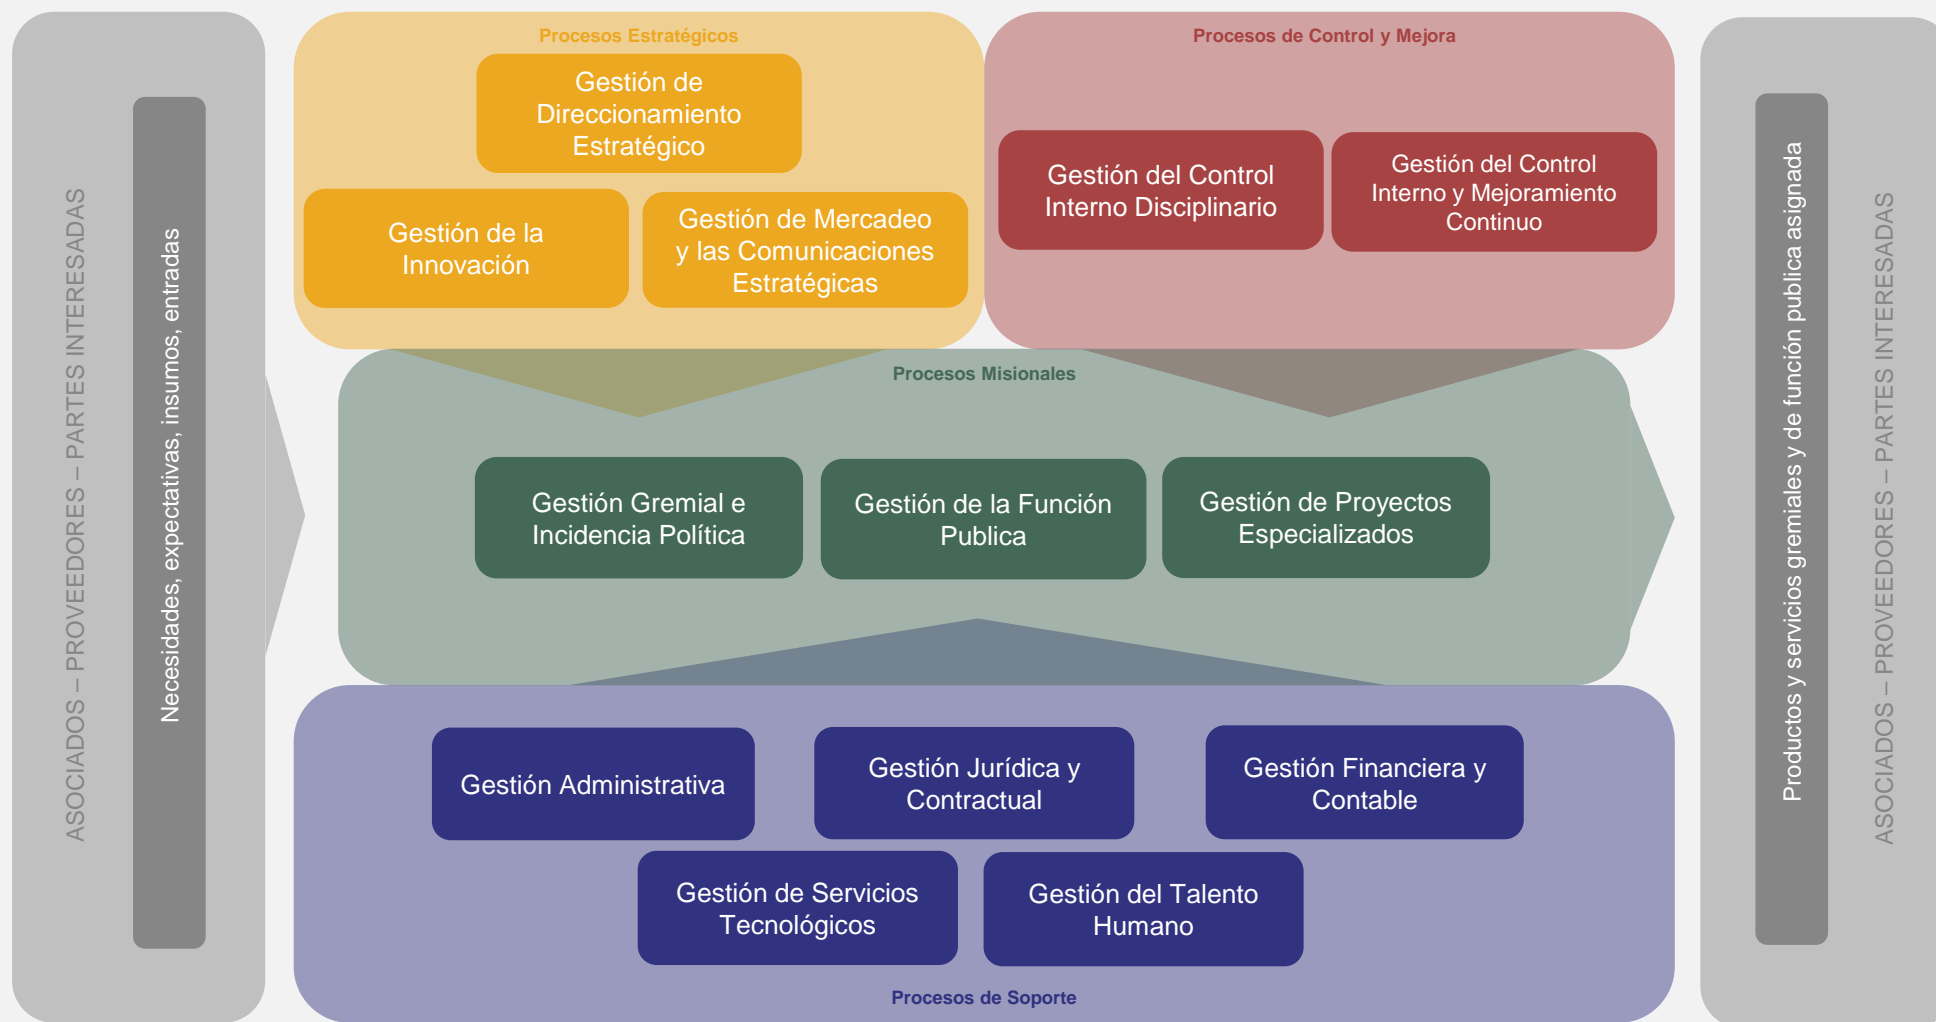 ASOCIADOS – PROVEEDORES – PARTES INTERESADAS
Necesidades, expectativas, insumos, entradas
Procesos Estratégicos
Gestión de
Direccionamiento
Estratégico
Gestión de la
Innovación
Gestión de Mercadeo
y las Comunicaciones
Estratégicas
Procesos de Control y Mejora
Gestión del Control
Interno Disciplinario
Gestión del Control
Interno y Mejoramiento
Continuo
Procesos Misionales
Gestión Gremial e
Incidencia Política
Gestión de la Función
Publica
Gestión de Proyectos
Especializados
Gestión Administrativa
Gestión Jurídica y
Contractual
Gestión Financiera y
Contable
Gestión de Servicios
Tecnológicos
Gestión del Talento
Humano
Procesos de Soporte
Productos y servicios gremiales y de función publica asignada
ASOCIADOS – PROVEEDORES – PARTES INTERESADAS